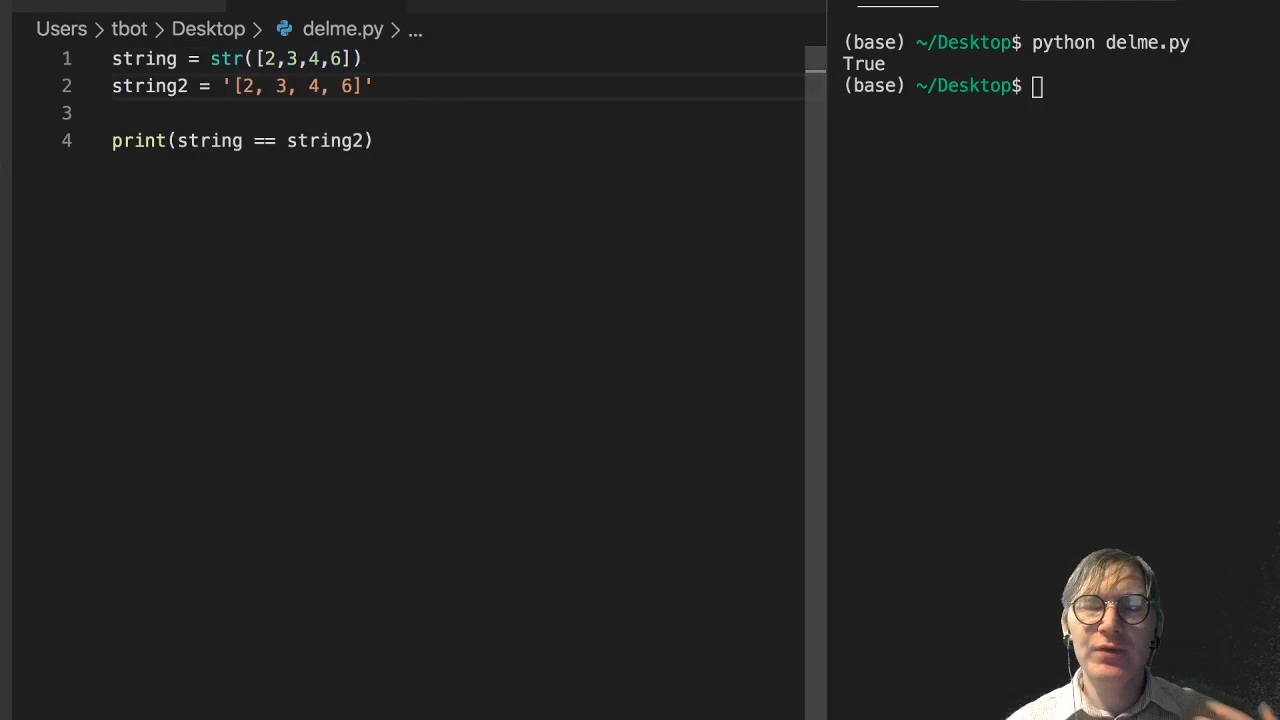 Users > tbot > Desktop > delme.py > ...
1 string = str([2,3,4,6])
2 string2 = '[2, 3, 4, 6]'
3
4 print(string == string2)
(base) ~/Desktop$ python delme.py
True
(base) ~/Desktop$